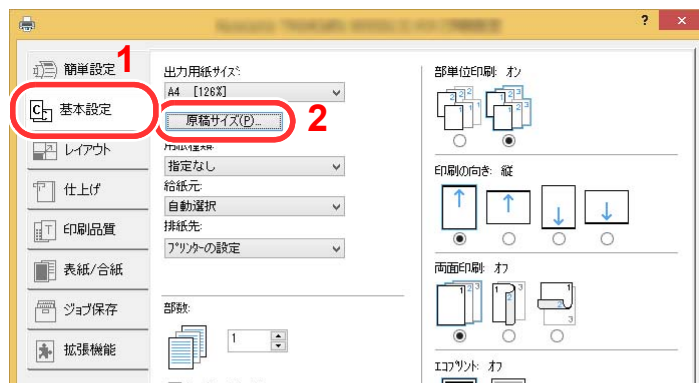 ?
簡単設定
1
基本設定
レイアウト
仕上げ
印刷品質
表紙/合紙
ジョブ保存
拡張機能
出力用紙サイズ:
A4 [126%]
原稿サイズ(P)...
2
用紙種類:
指定なし
給紙元:
自動選択
排紙先:
プリンターの設定
部数:
1
部単位印刷: オン
印刷の向き: 縦
両面印刷: オフ
エコプリント: オフ